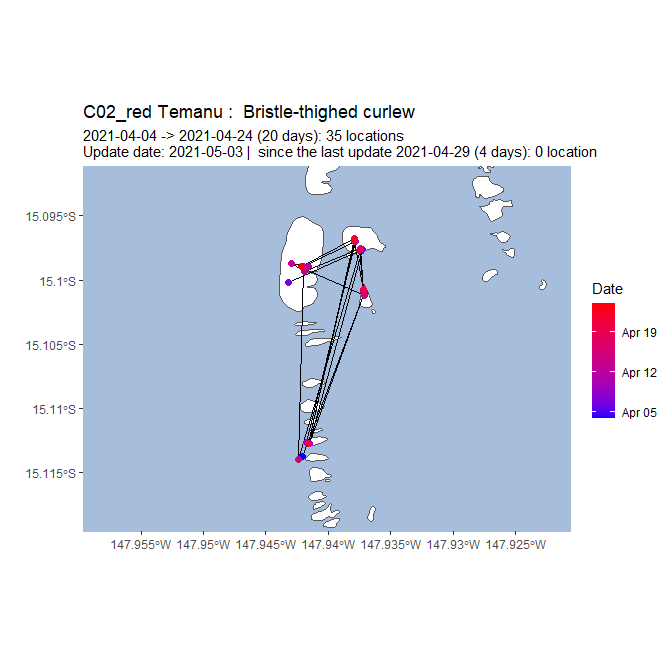 C02_red Temanu :  Bristle-thighed curlew
2021-04-04 -> 2021-04-24 (20 days): 35 locations
Update date: 2021-05-03 |  since the last update 2021-04-29 (4 days): 0 location
15.095°S
15.1°S
15.105°S
15.11°S
15.115°S
147.955°W 147.95°W 147.945°W 147.94°W 147.935°W 147.93°W 147.925°W
Date
Apr 19
Apr 12
Apr 05